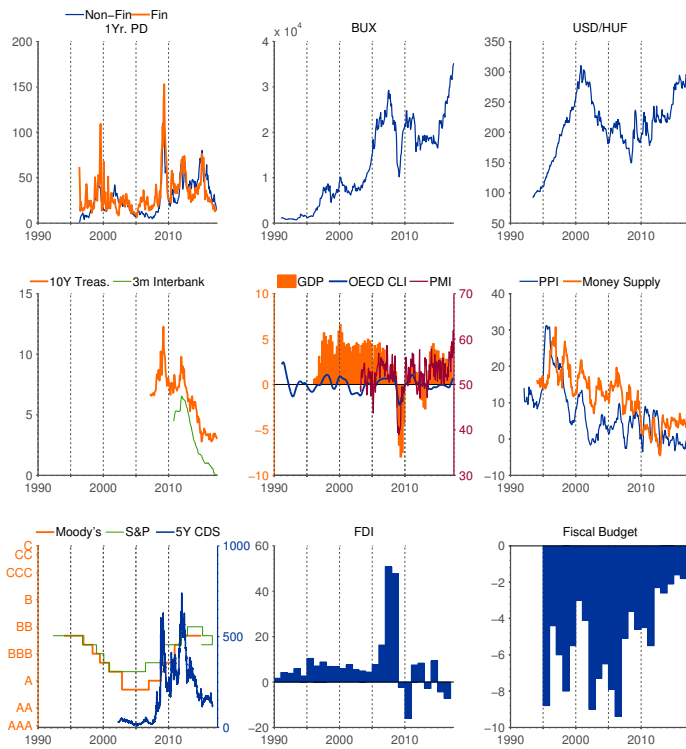 Non−Fin Fin
1Yr. PD
150
100
50
0
1990 2000 2010
BUX
4 x 10⁴
3
2
1
0
1990 2000 2010
USD/HUF
350
300
250
200
150
100
50
1990 2000 2010
10Y Treas. 3m Interbank
15
10
5
0
1990 2000 2010
GDP OECD CLI PMI
10 70
5 60
0 50
−5 40
−10 30
1990 2000 2010
PPI Money Supply
40
30
20
10
0
−10
1990 2000 2010
Moody's S&P 5Y CDS
C 1000
CC
CCC
B
BB 500
BBB
A
AA
AAA 0
1990 2000 2010
FDI
60
40
20
0
−20
1990 2000 2010
Fiscal Budget
0
−2
−4
−6
−8
−10
1990 2000 2010